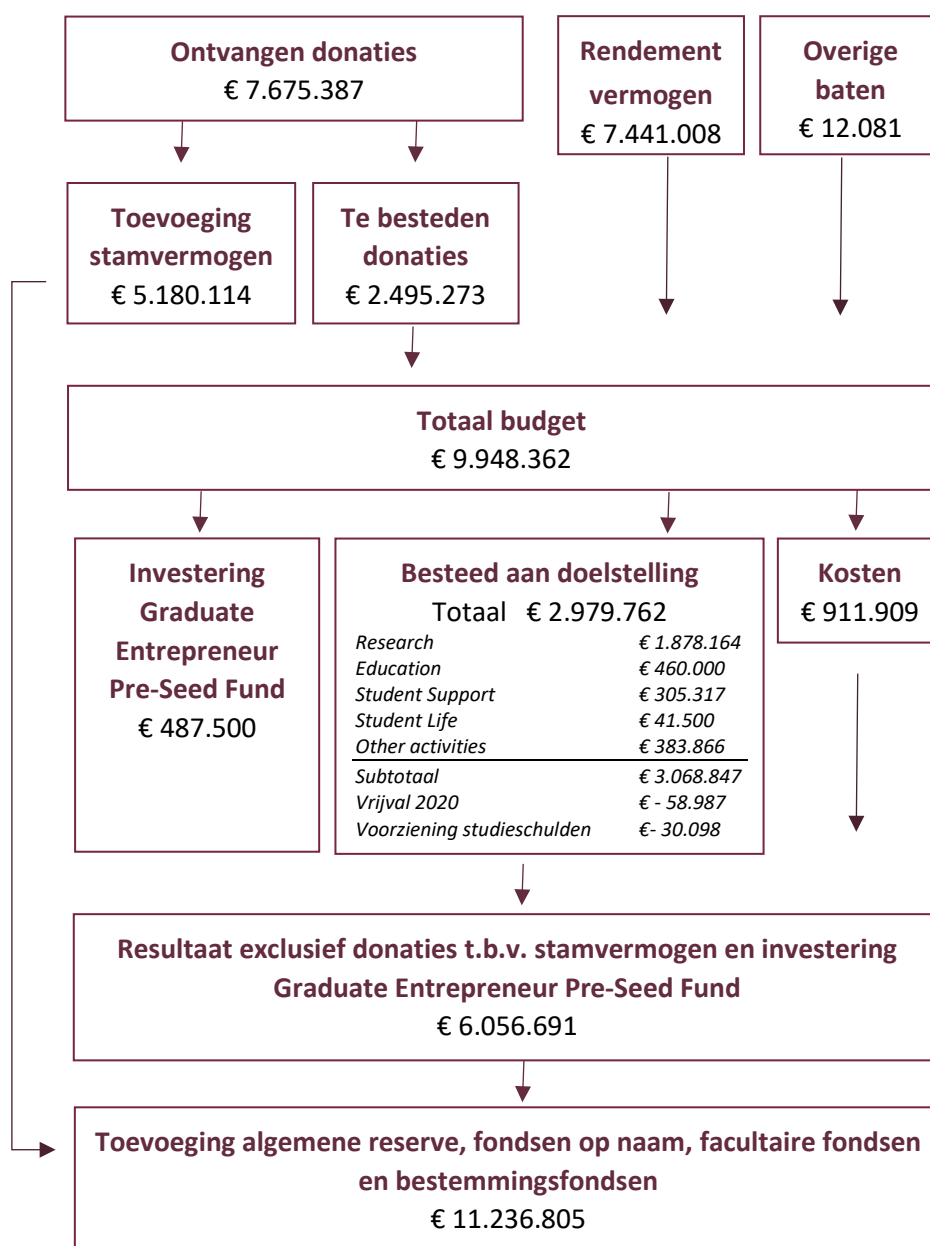 Ontvangen donaties
€ 7.675.387
Rendement
vermogen
€ 7.441.008
Overige
baten
€ 12.081
Toevoeging
stamvermogen
€ 5.180.114
Te besteden
donaties
€ 2.495.273
Totaal budget
€ 9.948.362
Investering
Graduate
Entrepreneur
Pre-Seed Fund
€ 487.500
Besteed aan doelstelling
Totaal € 2.979.762
Research € 1.878.164
Education € 460.000
Student Support € 305.317
Student Life € 41.500
Other activities € 383.866
Subtotaal € 3.068.847
Vrijval 2020 € - 58.987
Voorziening studieschulden €- 30.098
Kosten
€ 911.909
Resultaat exclusief donaties t.b.v. stamvermogen en investering
Graduate Entrepreneur Pre-Seed Fund
€ 6.056.691
Toevoeging algemene reserve, fondsen op naam, facultaire fondsen
en bestemmingsfondsen
€ 11.236.805